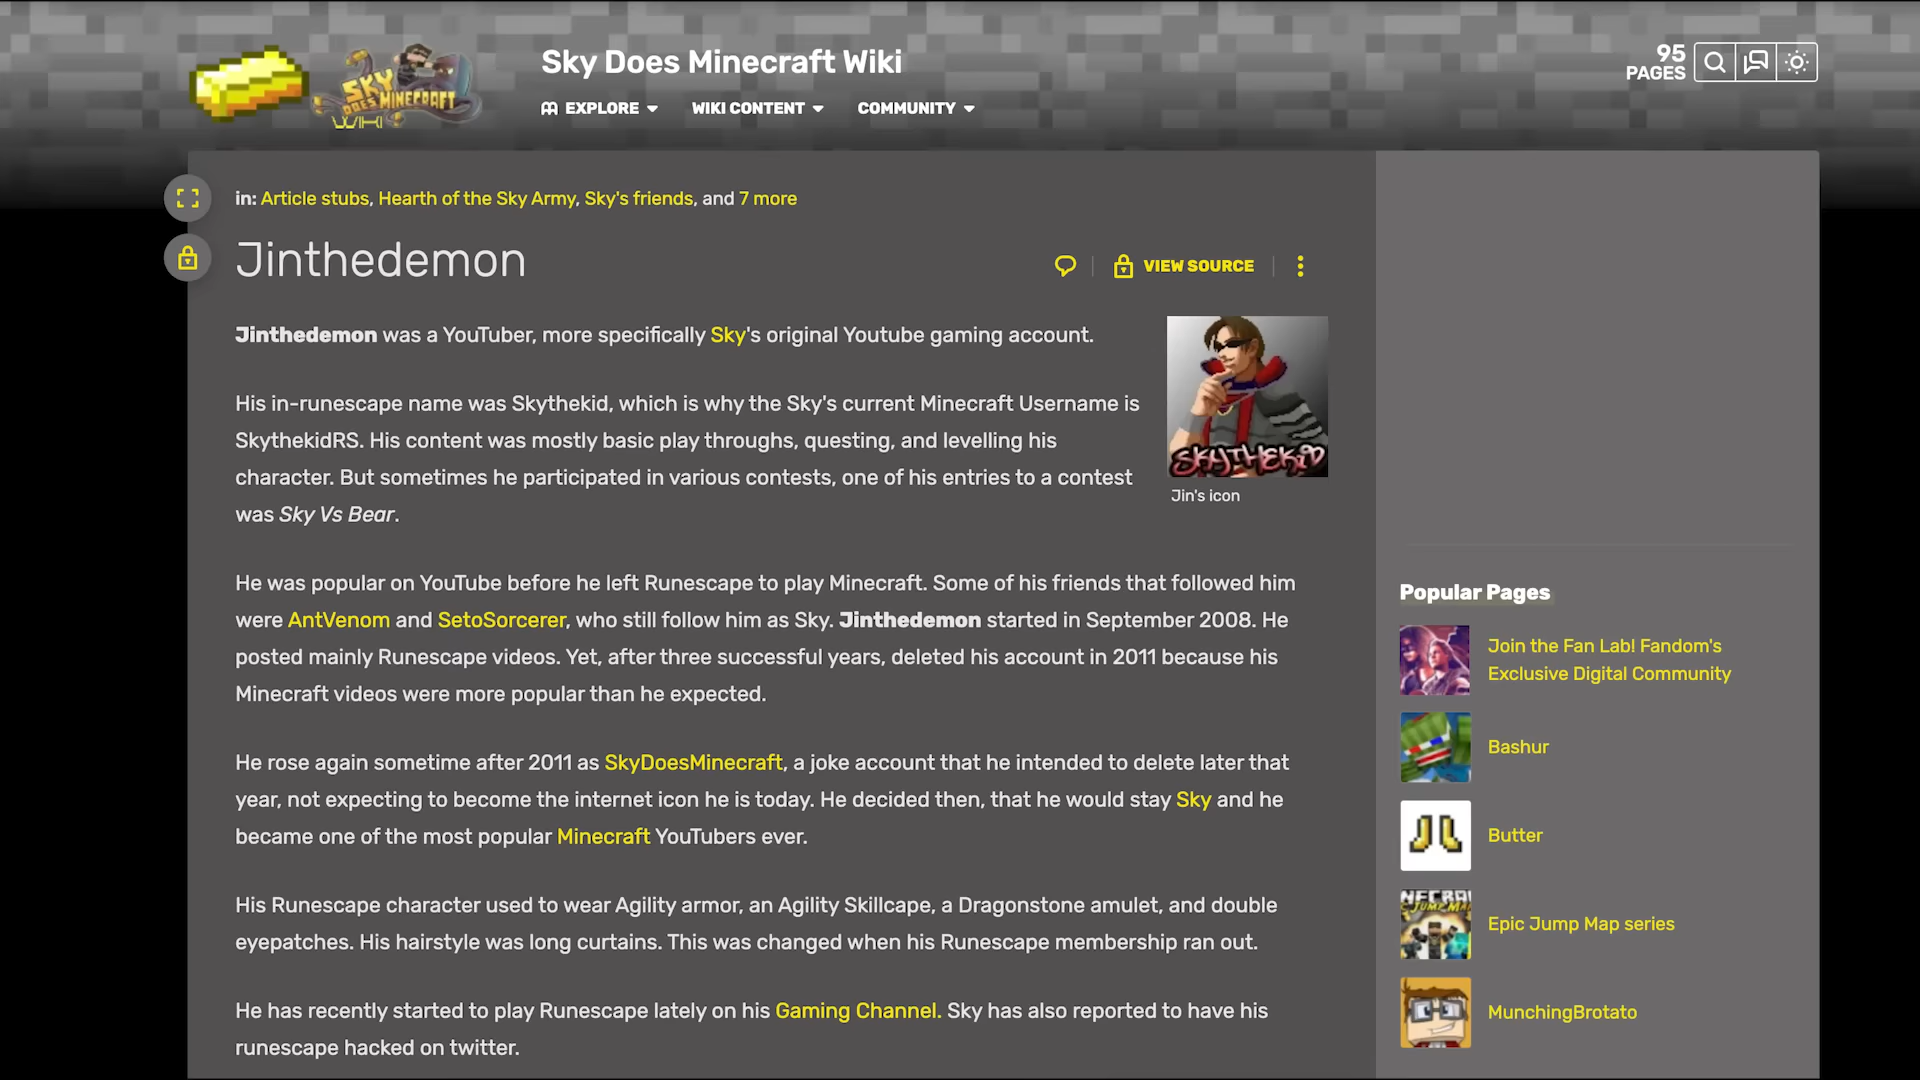 SKY
DOES MINECRAFT
WIKI
Sky Does Minecraft Wiki
EXPLORE
WIKI CONTENT
COMMUNITY
95
PAGES
in: Article stubs, Hearth of the Sky Army, Sky's friends, and 7 more
Jinthedemon
VIEW SOURCE
Jinthedemon was a YouTuber, more specifically Sky's original Youtube gaming account.
His in-runescape name was Skythekid, which is why the Sky's current Minecraft Username is
SkythekidRS. His content was mostly basic play throughs, questing, and levelling his
character. But sometimes he participated in various contests, one of his entries to a contest
was Sky Vs Bear.
SKYTHEKID
Jin's icon
He was popular on YouTube before he left Runescape to play Minecraft. Some of his friends that followed him
were AntVenom and SetoSorcerer, who still follow him as Sky. Jinthedemon started in September 2008. He
posted mainly Runescape videos. Yet, after three successful years, deleted his account in 2011 because his
Minecraft videos were more popular than he expected.
He rose again sometime after 2011 as SkyDoesMinecraft, a joke account that he intended to delete later that
year, not expecting to become the internet icon he is today. He decided then, that he would stay Sky and he
became one of the most popular Minecraft YouTubers ever.
His Runescape character used to wear Agility armor, an Agility Skillcape, a Dragonstone amulet, and double
eyepatches. His hairstyle was long curtains. This was changed when his Runescape membership ran out.
He has recently started to play Runescape lately on his Gaming Channel. Sky has also reported to have his
runescape hacked on twitter.
Popular Pages
Join the Fan Lab! Fandom's
Exclusive Digital Community
Bashur
Butter
Epic Jump Map series
MunchingBrotato